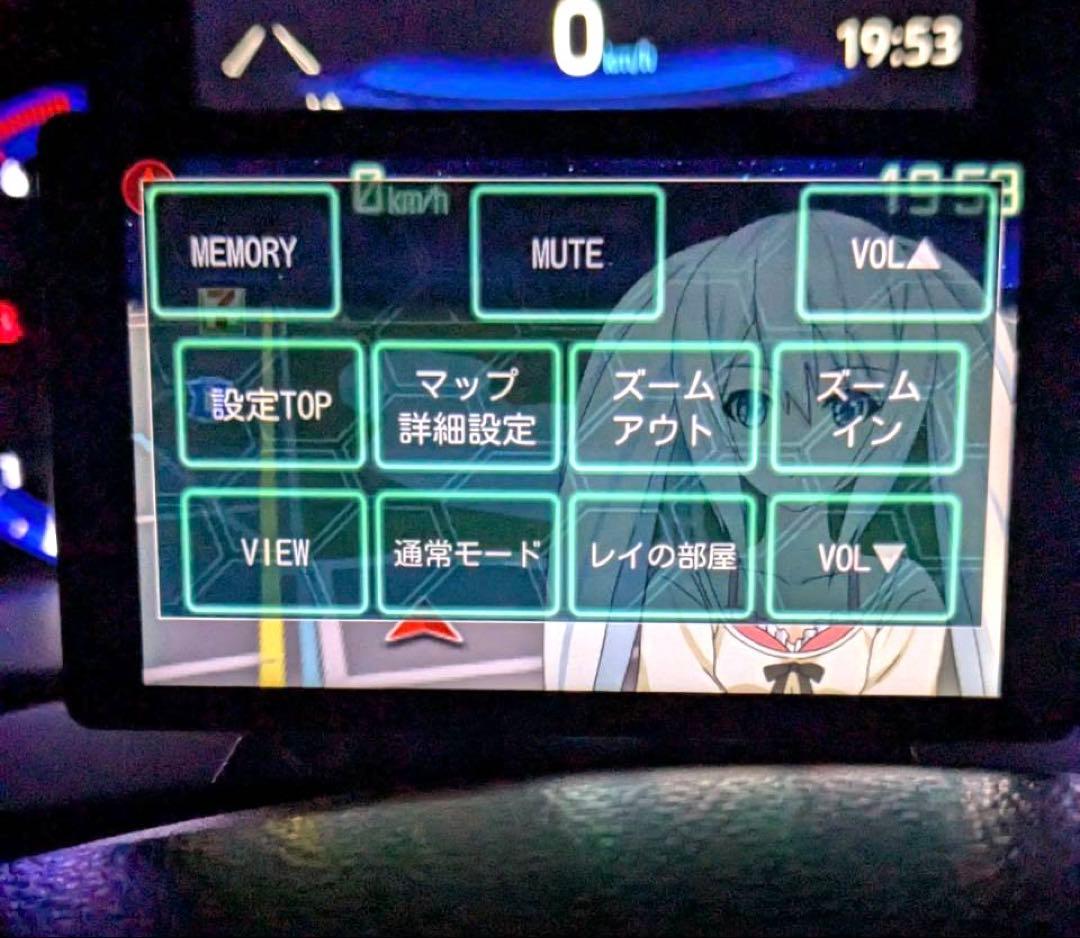 0km/h
19:53
0km/h
19:53
MEMORY
MUTE
VOL▲
7
N
設定TOP
マップ
詳細設定
ズーム
アウト
ズーム
イン
VIEW
通常モード
レイの部屋
VOL▼